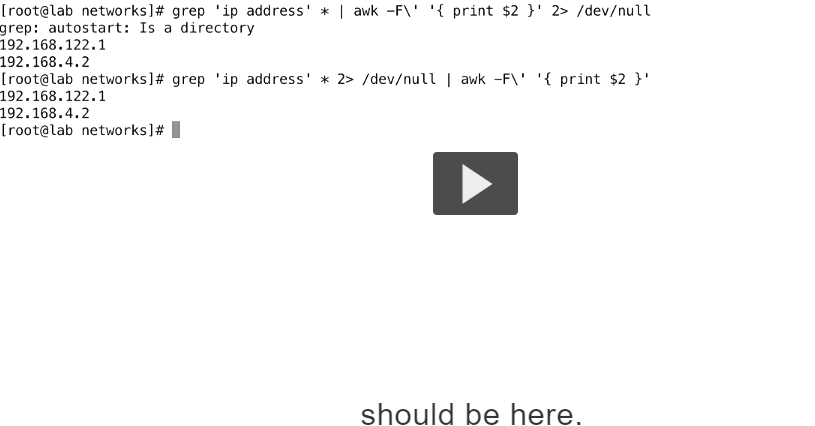 [root@lab networks]# grep 'ip address' * | awk -F\' '{ print $2 }' 2> /dev/null
grep: autostart: Is a directory
192.168.122.1
192.168.4.2
[root@lab networks]# grep 'ip address' * 2> /dev/null | awk -F\' '{ print $2 }'
192.168.122.1
192.168.4.2
[root@lab networks]#
should be here.